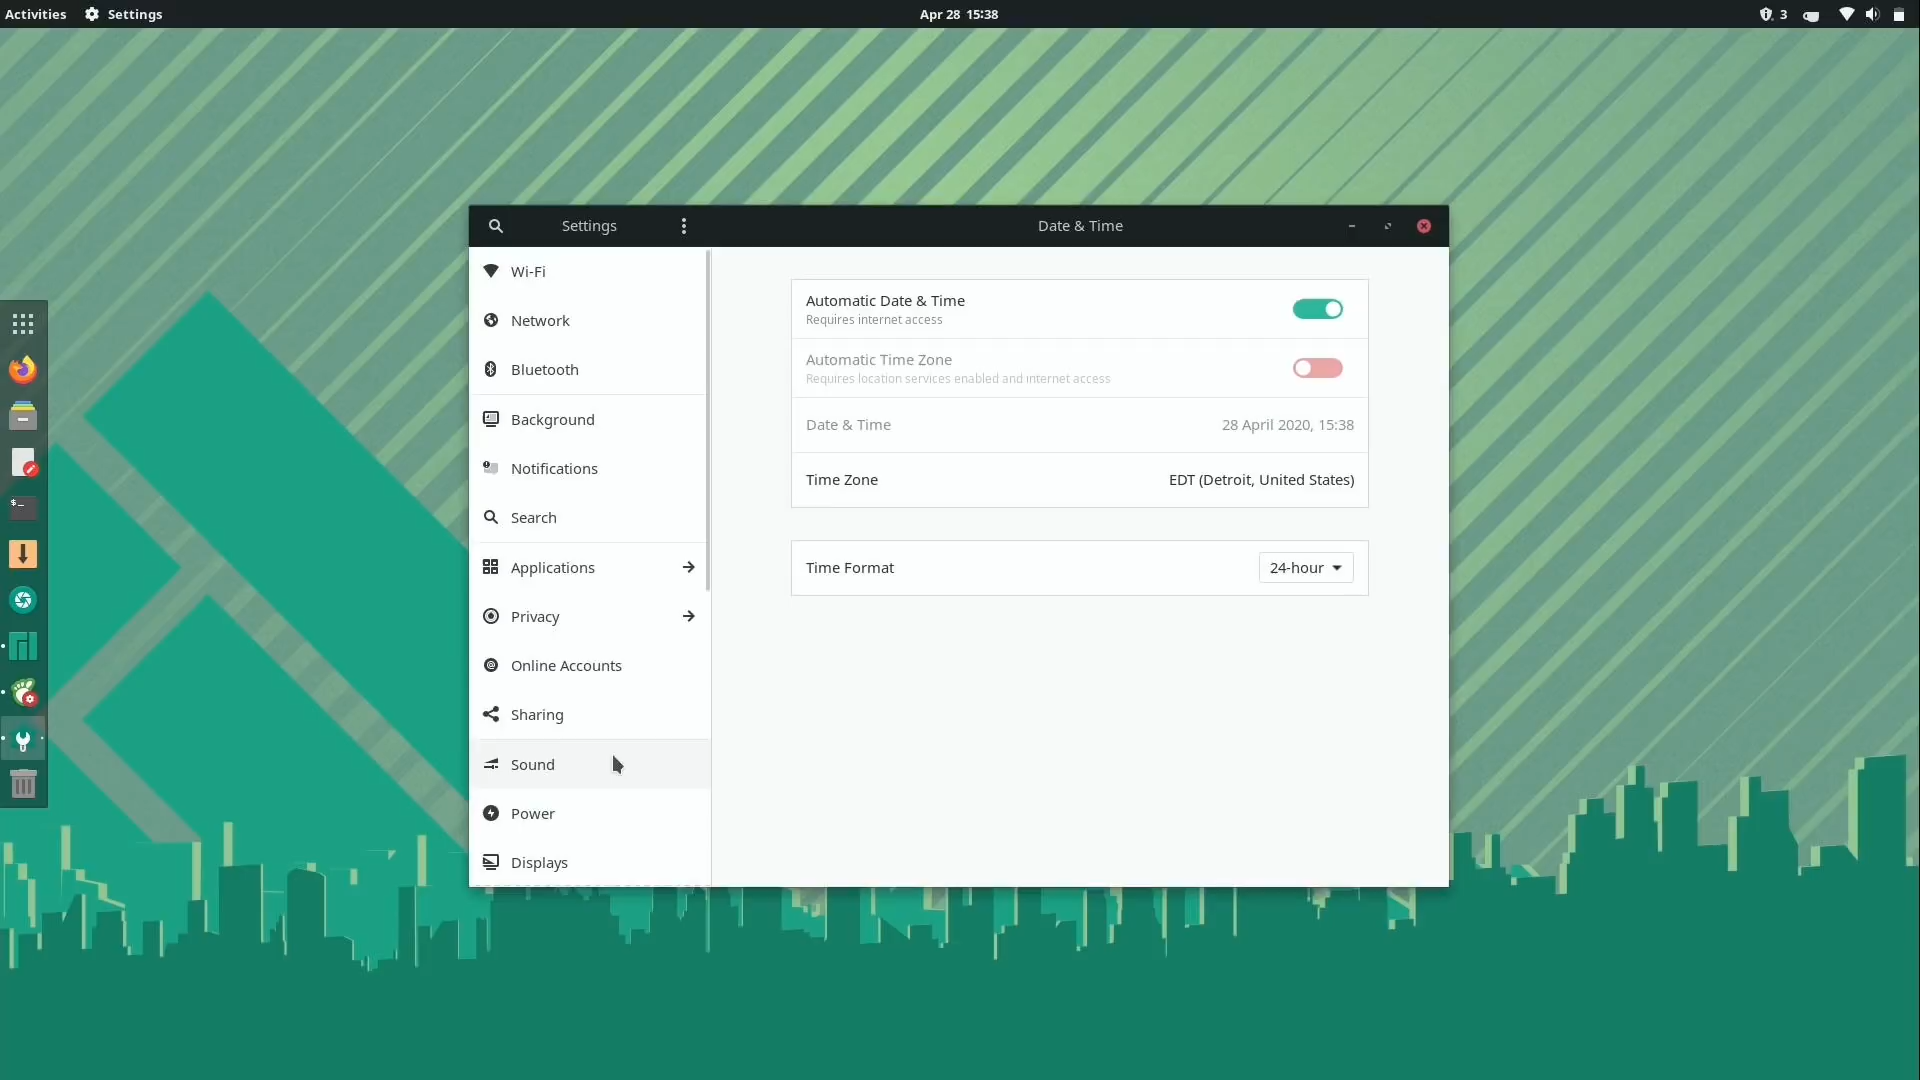 Activities Settings Apr 28 15:38 3
Settings Date & Time
Wi-Fi
Network
Bluetooth
Background
Notifications
Search
Applications
Privacy
Online Accounts
Sharing
Sound
Power
Displays
Automatic Date & Time
Requires internet access
Automatic Time Zone
Requires location services enabled and internet access
Date & Time 28 April 2020, 15:38
Time Zone EDT (Detroit, United States)
Time Format 24-hour